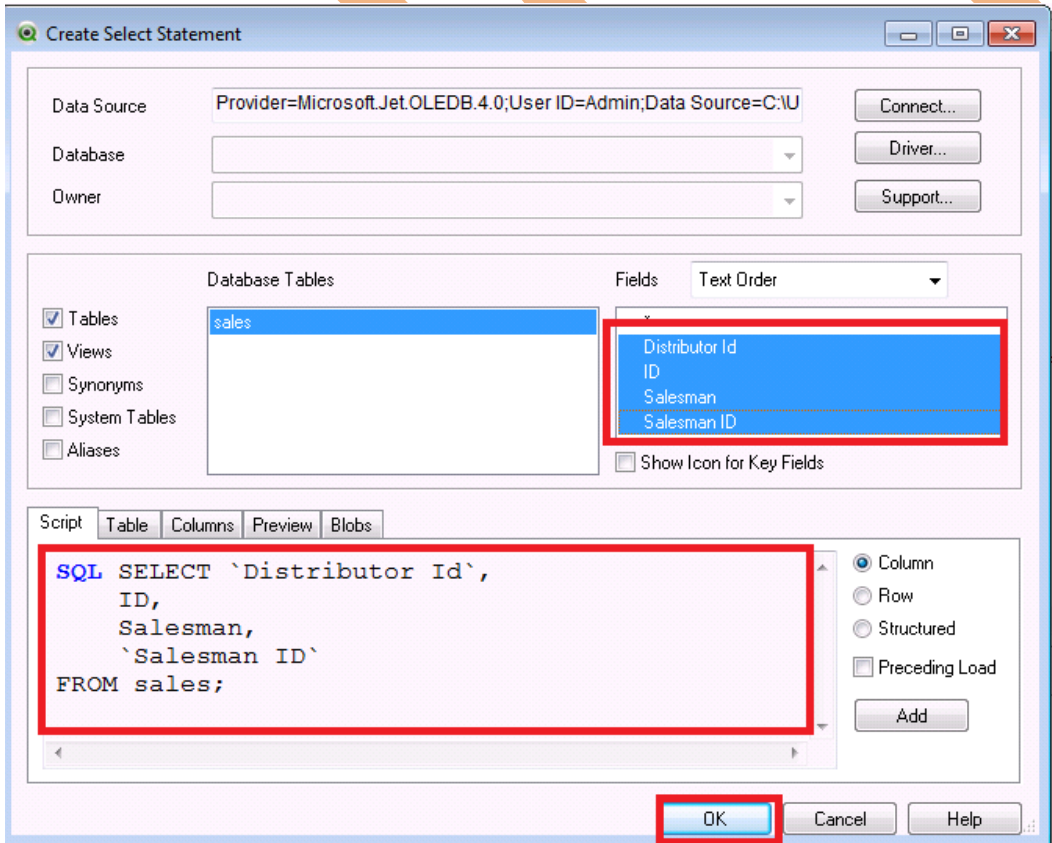 Create Select Statement
Data Source Provider=Microsoft.Jet.OLEDB.4.0;User ID=Admin;Data Source=C:\U Connect...
Database Driver...
Owner Support...
Database Tables Fields Text Order
Tables sales *
Views Distributor Id
Synonyms ID
System Tables Salesman
Aliases Salesman ID
Show Icon for Key Fields
Script Table Columns Preview Blobs
SQL SELECT `Distributor Id`,
ID,
Salesman,
`Salesman ID`
FROM sales;
Column
Row
Structured
Preceding Load
Add
OK Cancel Help